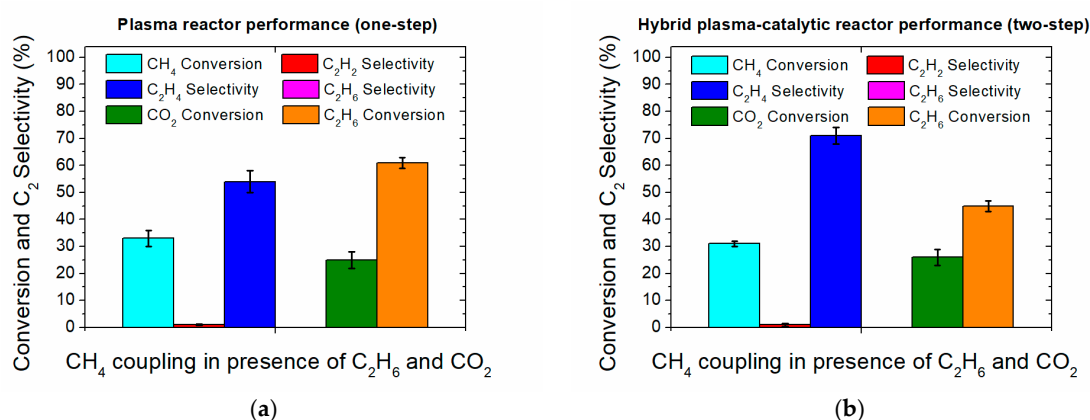 Plasma reactor performance (one-step)
Conversion and C₂ Selectivity (%)
100
90
80
70
60
50
40
30
20
10
0
CH₄ Conversion
C₂H₂ Selectivity
C₂H₄ Selectivity
C₂H₆ Selectivity
CO₂ Conversion
C₂H₆ Conversion
CH₄ coupling in presence of C₂H₆ and CO₂
(a)
Hybrid plasma-catalytic reactor performance (two-step)
Conversion and C₂ Selectivity (%)
100
90
80
70
60
50
40
30
20
10
0
CH₄ Conversion
C₂H₂ Selectivity
C₂H₄ Selectivity
C₂H₆ Selectivity
CO₂ Conversion
C₂H₆ Conversion
CH₄ coupling in presence of C₂H₆ and CO₂
(b)